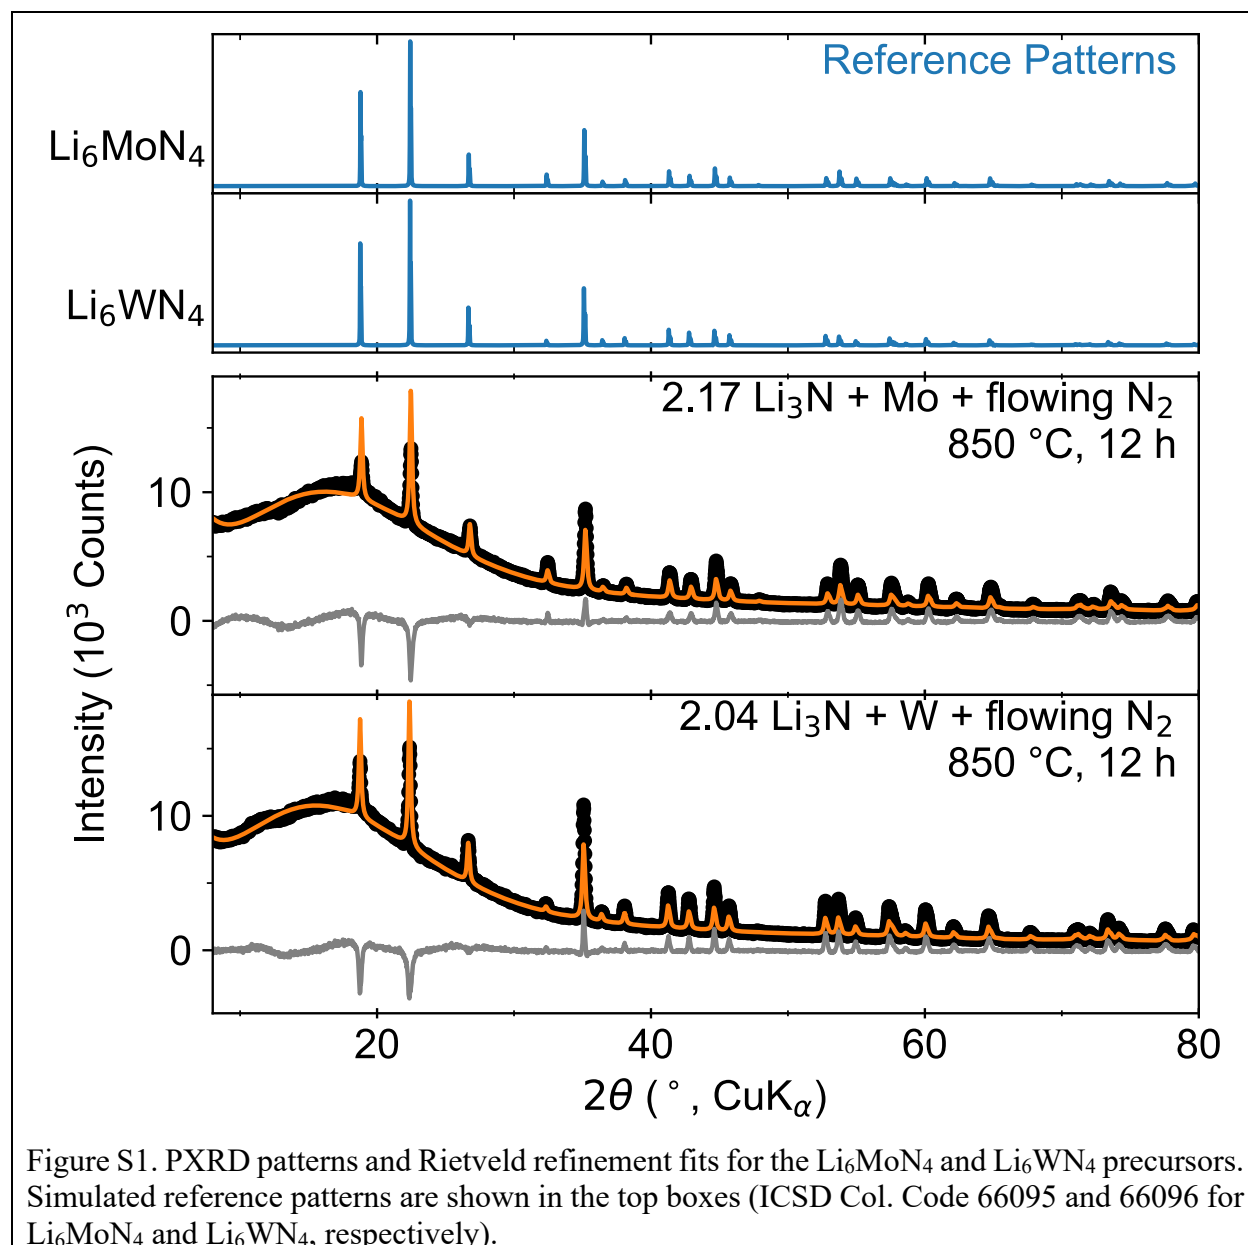 Reference Patterns
Li₆MoN₄
Li₆WN₄
2.17 Li₃N + Mo + flowing N₂
850 °C, 12 h
10
0
2.04 Li₃N + W + flowing N₂
850 °C, 12 h
10
0
Intensity (10³ Counts)
20 40 60 80
2θ (°, CuKα)
Figure S1. PXRD patterns and Rietveld refinement fits for the Li₆MoN₄ and Li₆WN₄ precursors.
Simulated reference patterns are shown in the top boxes (ICSD Col. Code 66095 and 66096 for
Li₆MoN₄ and Li₆WN₄, respectively).